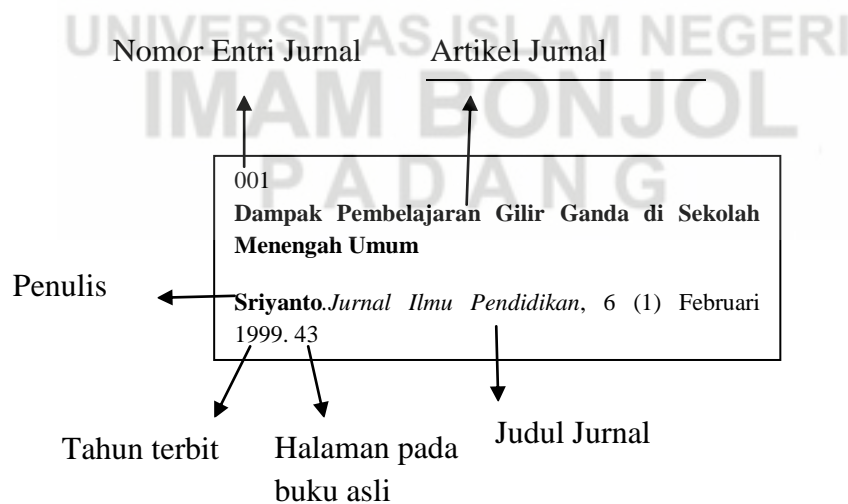 UNIVERSITAS ISLAM NEGERI
IMAM BONJOL
PADANG
Nomor Entri Jurnal
Artikel Jurnal
001
Dampak Pembelajaran Gilir Ganda di Sekolah
Menengah Umum
Penulis
Sriyanto.Jurnal Ilmu Pendidikan, 6 (1) Februari
1999. 43
Tahun terbit
Halaman pada
buku asli
Judul Jurnal